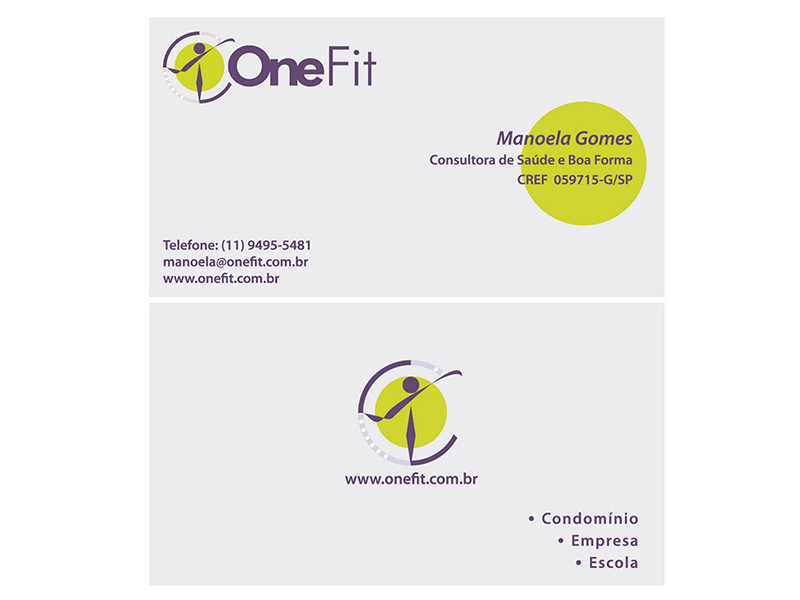 OneFit
Manoela Gomes
Consultora de Saúde e Boa Forma
CREF 059715-G/SP
Telefone: (11) 9495-5481
manoela@onefit.com.br
www.onefit.com.br
www.onefit.com.br
• Condomínio
• Empresa
• Escola